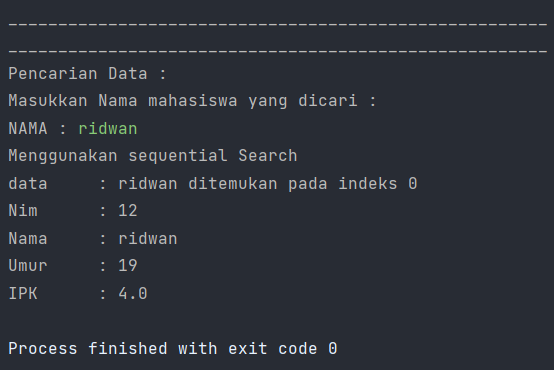 ------------------------------------------------------
------------------------------------------------------
Pencarian Data :
Masukkan Nama mahasiswa yang dicari :
NAMA : ridwan
Menggunakan sequential Search
data     : ridwan ditemukan pada indeks 0
Nim      : 12
Nama     : ridwan
Umur     : 19
IPK      : 4.0
Process finished with exit code 0